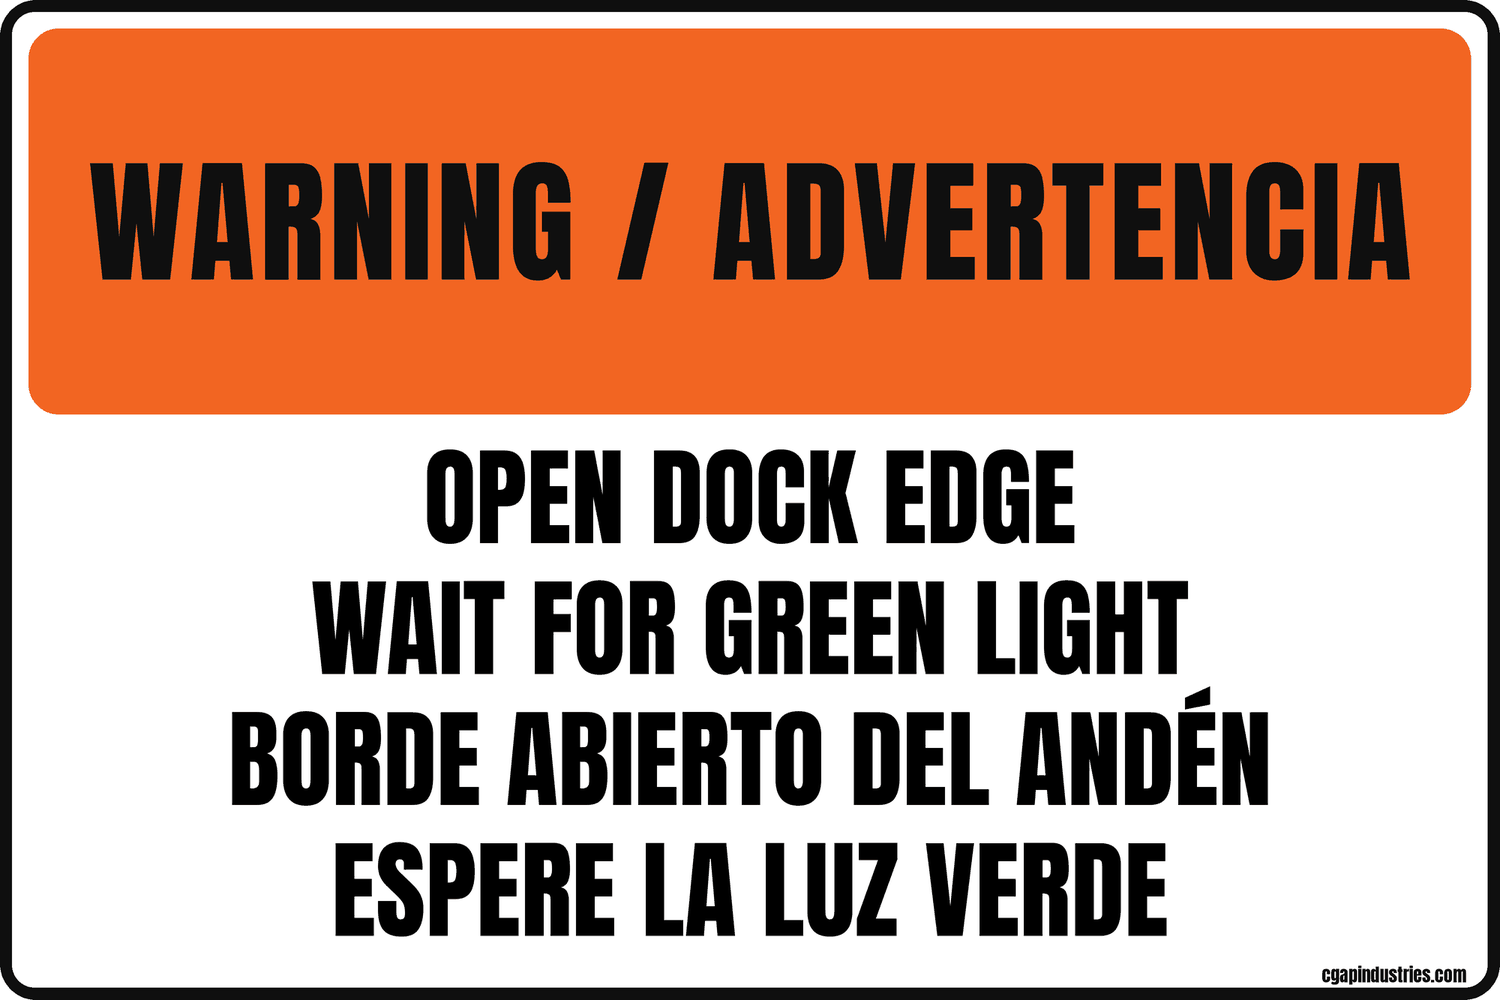 WARNING / ADVERTENCIA
OPEN DOCK EDGE
WAIT FOR GREEN LIGHT
BORDE ABIERTO DEL ANDÉN
ESPERE LA LUZ VERDE
cgapindustries.com